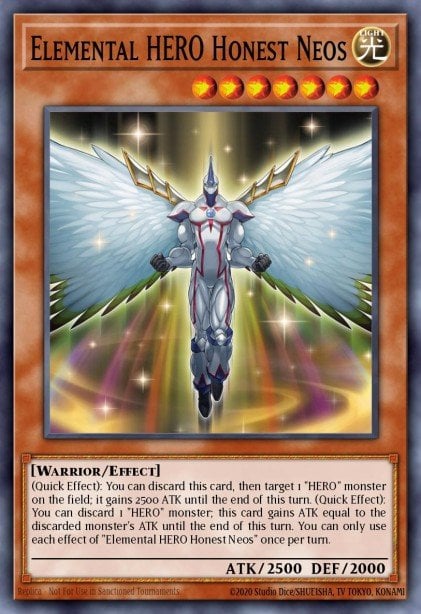 Elemental HERO Honest Neos
LIGHT
光
[Warrior/Effect]
(Quick Effect): You can discard this card, then target 1 "HERO" monster
on the field; it gains 2500 ATK until the end of this turn. (Quick Effect):
You can discard 1 "HERO" monster; this card gains ATK equal to the
discarded monster's ATK until the end of this turn. You can only use
each effect of "Elemental HERO Honest Neos" once per turn.
ATK/2500 DEF/2000
Replica - Not For Use in Sanctioned Tournaments
©2020 Studio Dice/SHUEISHA, TV TOKYO, KONAMI